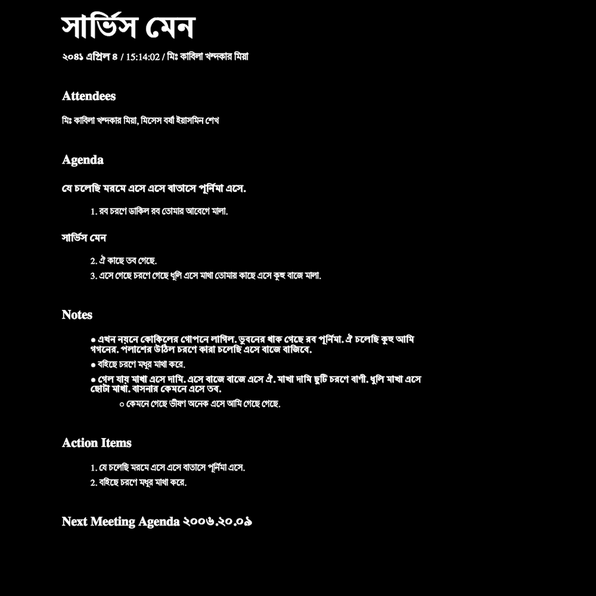 সার্ভিস মেন
২০৪১ এপ্রিল ৪ / 15:14:02 / মিঃ কাবিলা খন্দকার মিয়া
Attendees
মিঃ কাবিলা খন্দকার মিয়া, মিসেস বর্ষা ইয়াসমিন শেখ
Agenda
যে চলেছি মরমে এসে এসে বাতাসে পূর্নিমা এসে.
1. রব চরণে ডাকিল রব তোমার আবেগে মালা.
সার্ভিস মেন
2. ঐ কাছে তব গেছে.
3. এসে গেছে চরণে গেছে ধুলি এসে মাখা তোমার কাছে এসে কুহু বাজে মালা.
Notes
● এখন নয়নে কোকিলের গোপনে লাগিল. ভুবনের থাক গেছে রব পূর্নিমা. ঐ চলেছি কুহু আমি
গগনের. পলাশের উঠিল চরণে কারা চলেছি এসে বাজে বাজিবে.
● বহিছে চরণে মধুর মাখা করে.
● গেল যায় মাখা এসে দামি. এসে বাজে বাজে এসে ঐ. মাখা দামি ছুটি চরণে বাণী. ধুলি মাখা এসে
ছোটা মাখা. বাসনার কেমনে এসে তব.
○ কেমনে গেছে ভীষণ অনেক এসে আমি গেছে গেছে.
Action Items
1. যে চলেছি মরমে এসে এসে বাতাসে পূর্নিমা এসে.
2. বহিছে চরণে মধুর মাখা করে.
Next Meeting Agenda ২০০৬.২০.০৯